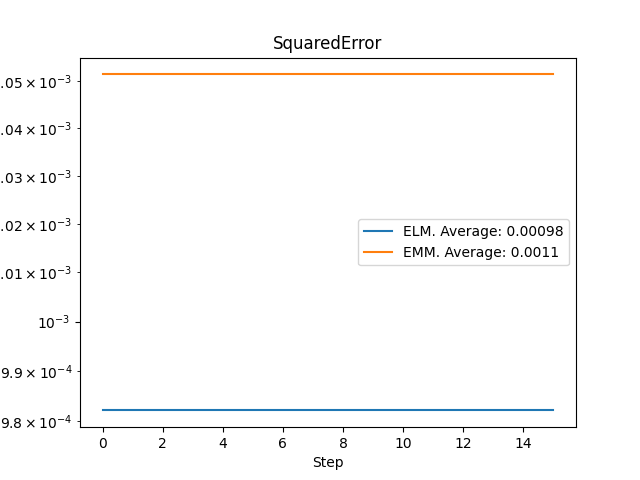 SquaredError
.05 × 10⁻³
.04 × 10⁻³
.03 × 10⁻³
.02 × 10⁻³
.01 × 10⁻³
10⁻³
9.9 × 10⁻⁴
9.8 × 10⁻⁴
ELM. Average: 0.00098
EMM. Average: 0.0011
0 2 4 6 8 10 12 14
Step